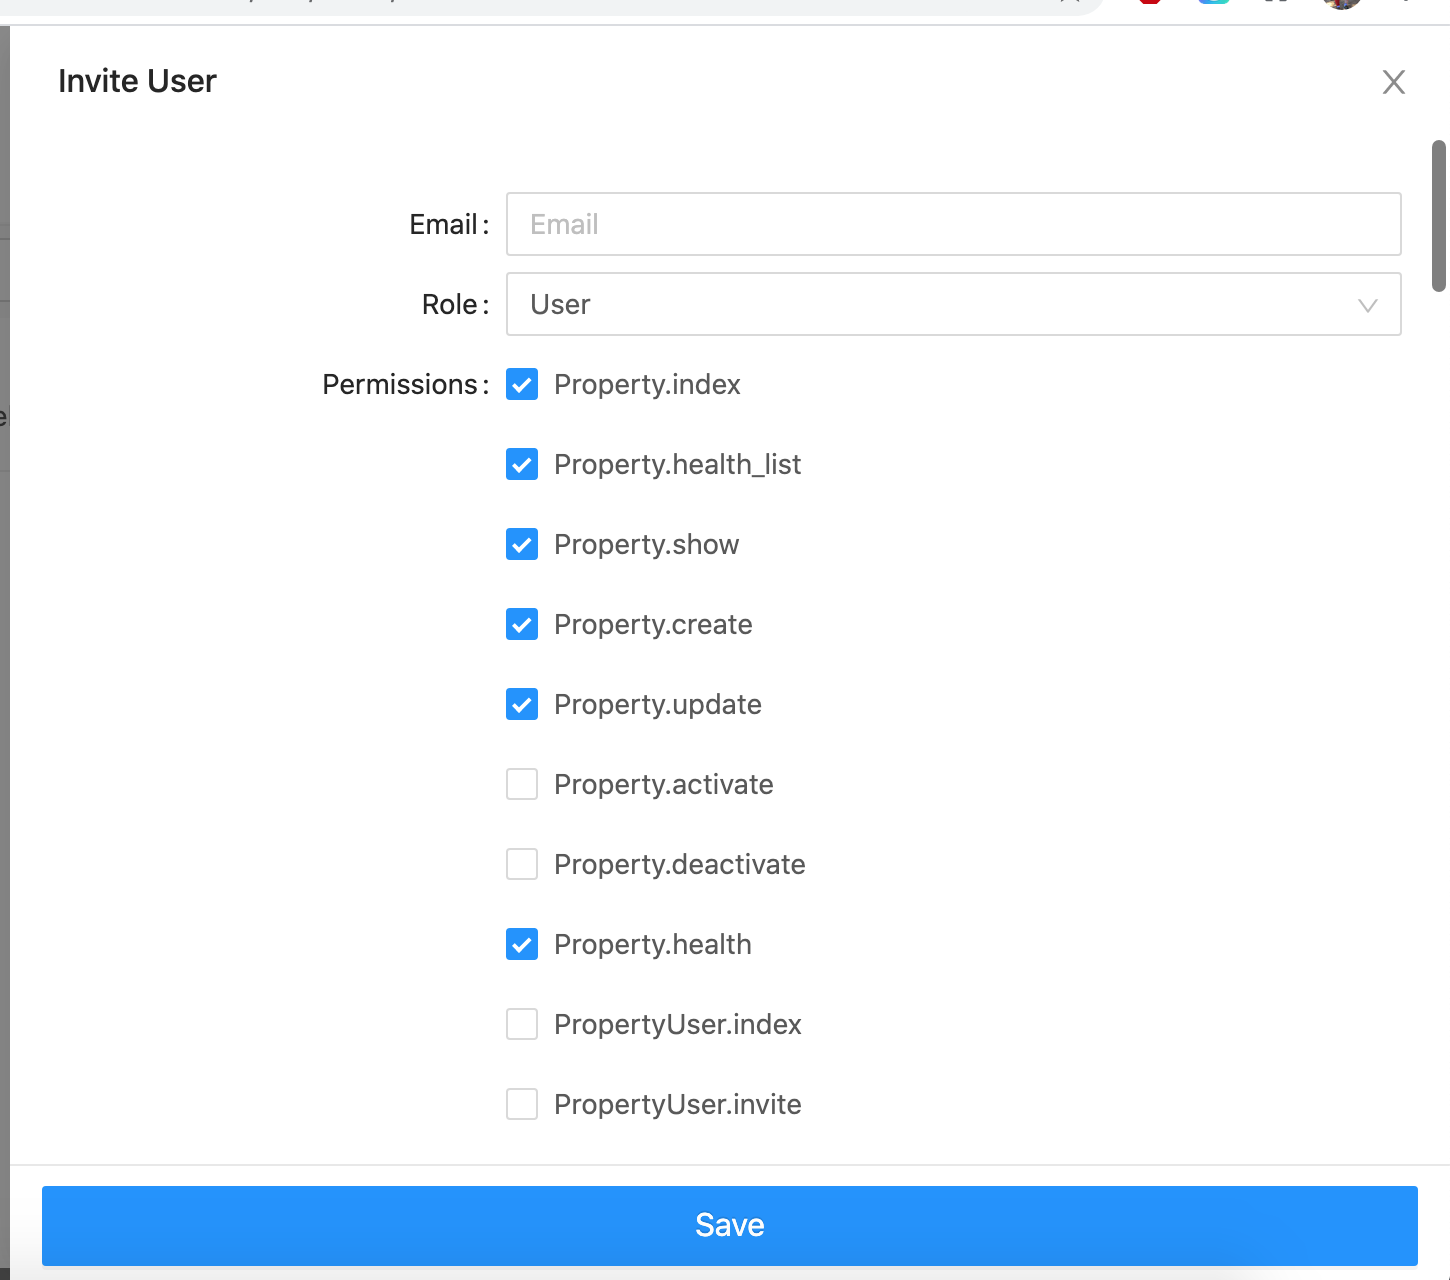 Invite User
Email :
Email
Role :
User
Permissions :
Property.index
Property.health_list
Property.show
Property.create
Property.update
Property.activate
Property.deactivate
Property.health
PropertyUser.index
PropertyUser.invite
Save